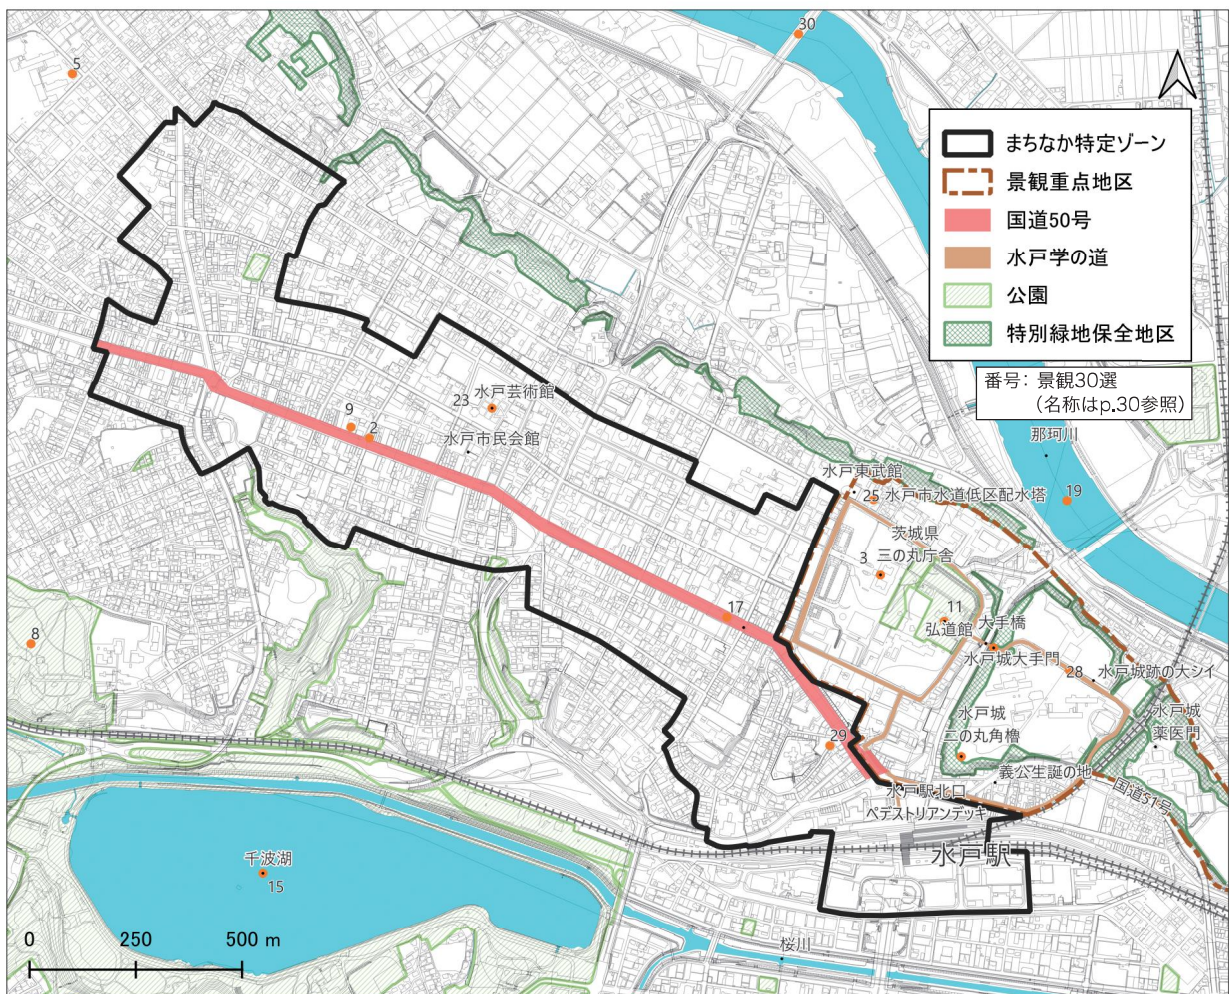 30
5
まちなか特定ゾーン
景観重点地区
国道50号
水戸学の道
公園
特別緑地保全地区
番号：景観30選
（名称はp.30参照）
水戸芸術館
23
9
2
水戸市民会館
那珂川
19
水戸東武館
25
水戸市水道低区配水塔
茨城県
三の丸庁舎
3
11
弘道館
大手橋
水戸城大手門
17
28
水戸城跡の大シイ
8
水戸城
二の丸角櫓
水戸城
薬医門
29
義公生誕の地
国道51号
水戸駅北口
ペデストリアンデッキ
水戸駅
千波湖
15
桜川
0
250
500 m